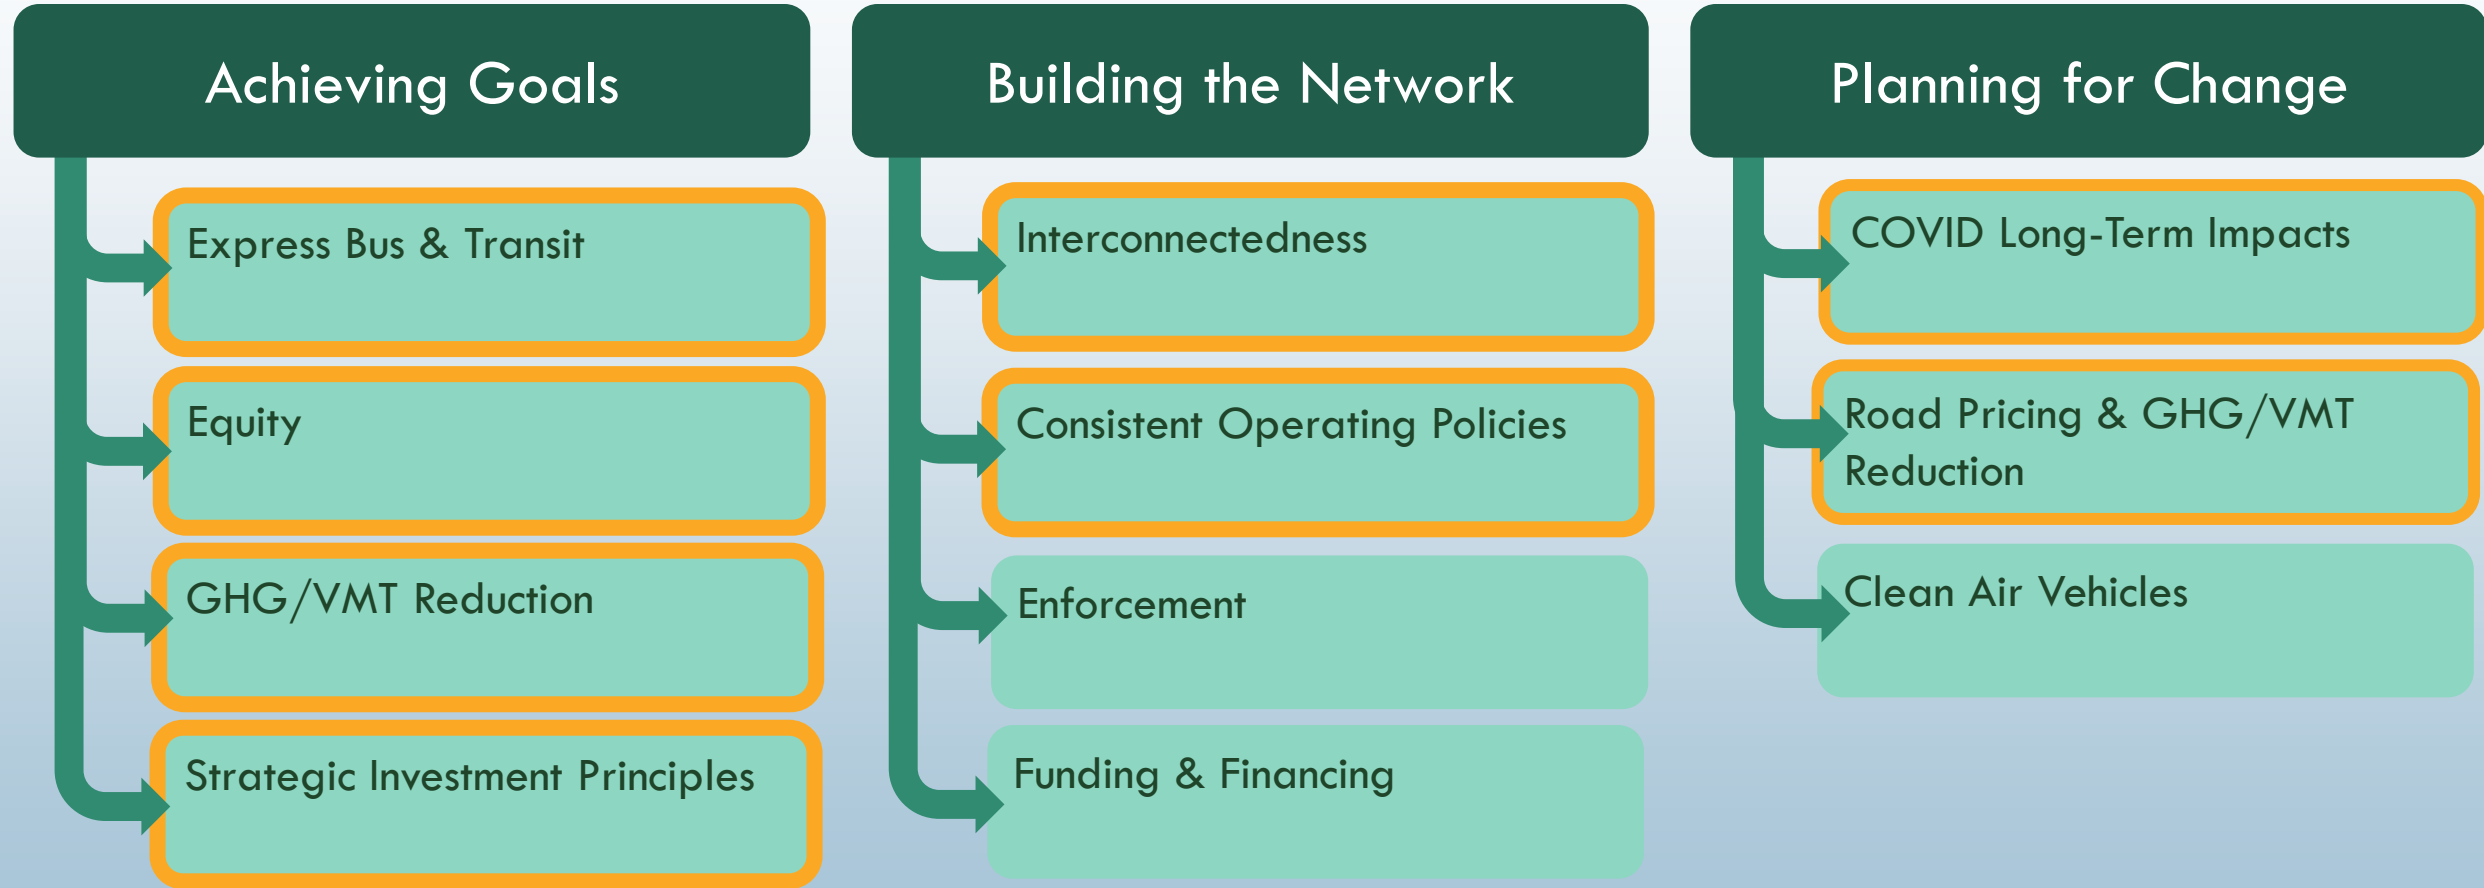 Achieving Goals
Express Bus & Transit
Equity
GHG/VMT Reduction
Strategic Investment Principles
Building the Network
Interconnectedness
Consistent Operating Policies
Enforcement
Funding & Financing
Planning for Change
COVID Long-Term Impacts
Road Pricing & GHG/VMT
Reduction
Clean Air Vehicles